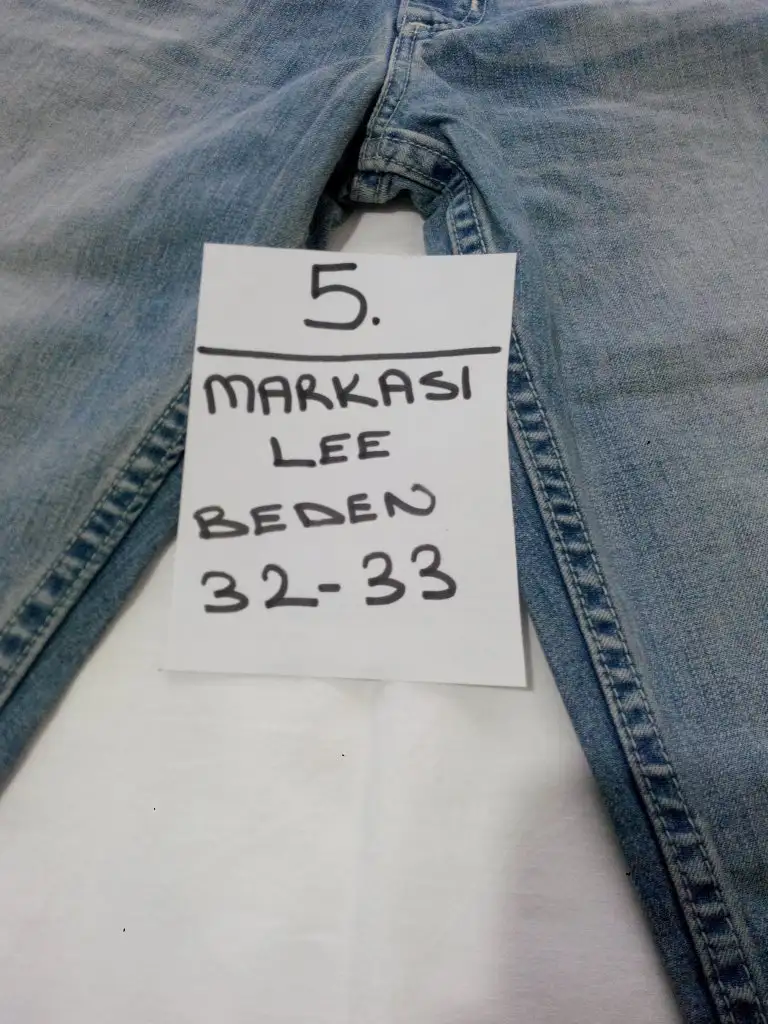 5.
MARKASI
LEE
BEDEN
32-33